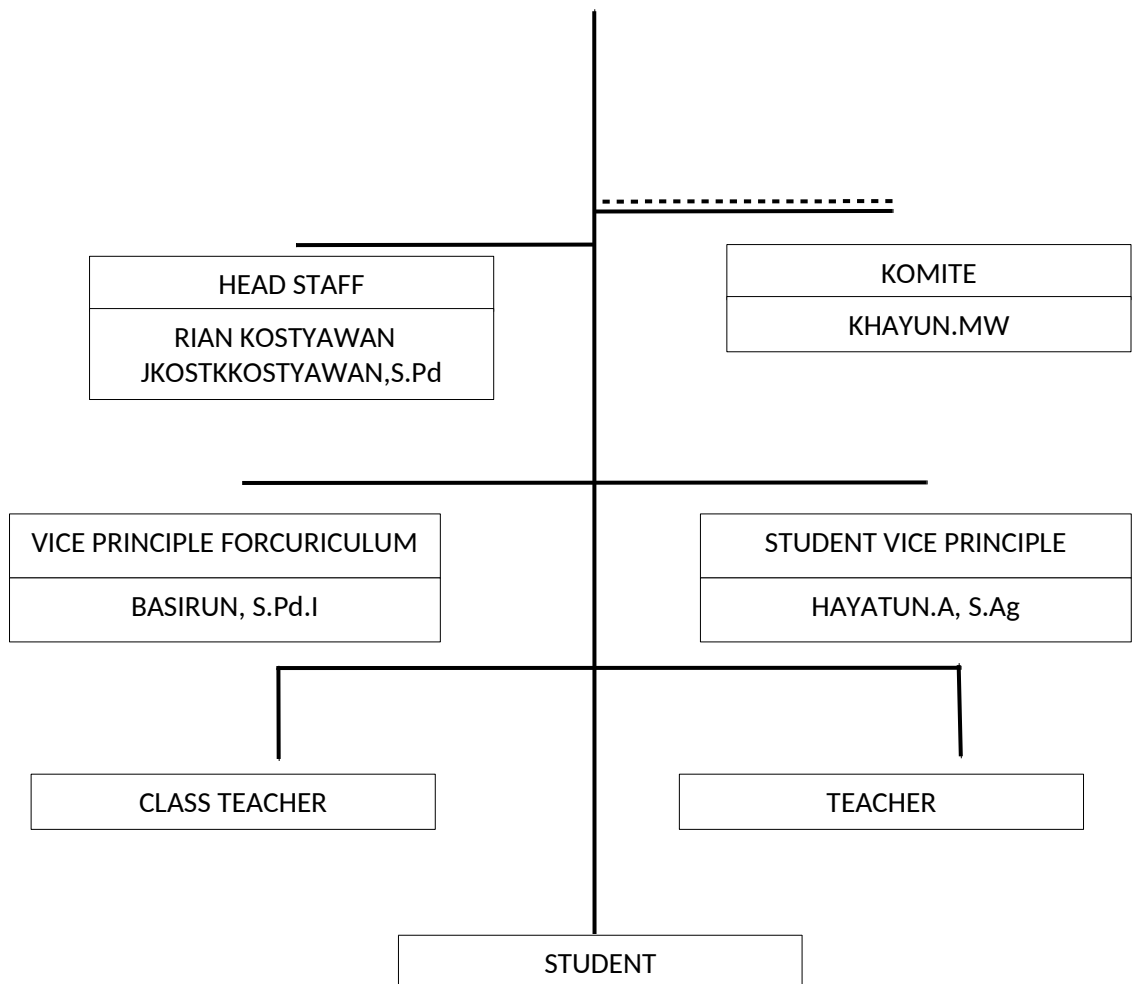 HEAD STAFF
RIAN KOSTYAWAN
JKOSTKKOSTYAWAN,S.Pd
KOMITE
KHAYUN.MW
VICE PRINCIPLE FORCURICULUM
BASIRUN, S.Pd.I
STUDENT VICE PRINCIPLE
HAYATUN.A, S.Ag
CLASS TEACHER
TEACHER
STUDENT